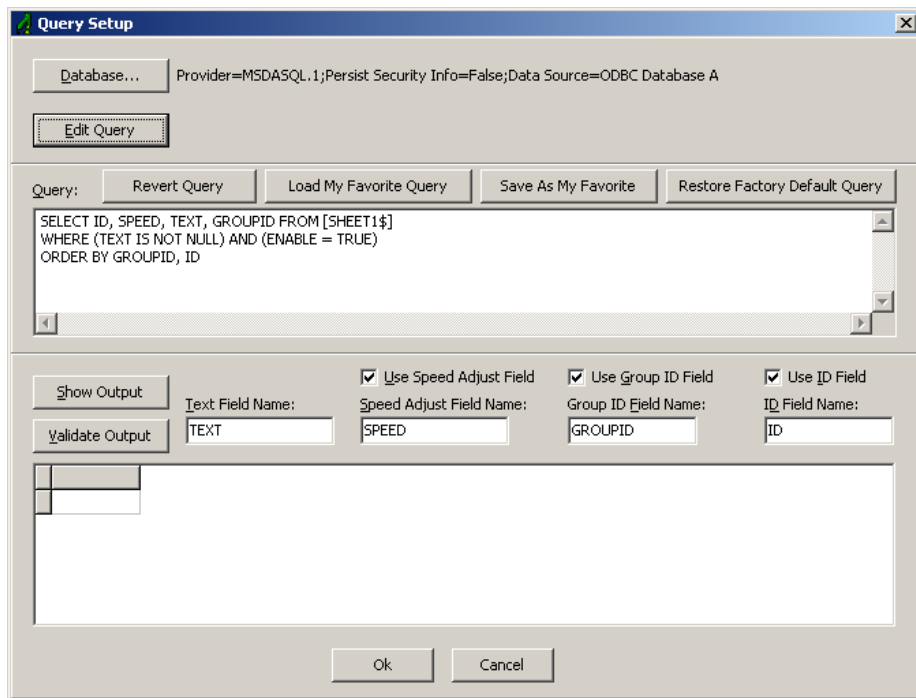 Query Setup
Database... Provider=MSDASQL.1;Persist Security Info=False;Data Source=ODBC Database A
Edit Query
Query: Revert Query Load My Favorite Query Save As My Favorite Restore Factory Default Query
SELECT ID, SPEED, TEXT, GROUPID FROM [SHEET1$]
WHERE (TEXT IS NOT NULL) AND (ENABLE = TRUE)
ORDER BY GROUPID, ID
Use Speed Adjust Field Use Group ID Field Use ID Field
Show Output
Text Field Name: Speed Adjust Field Name: Group ID Field Name: ID Field Name:
Validate Output TEXT SPEED GROUPID ID
Ok Cancel